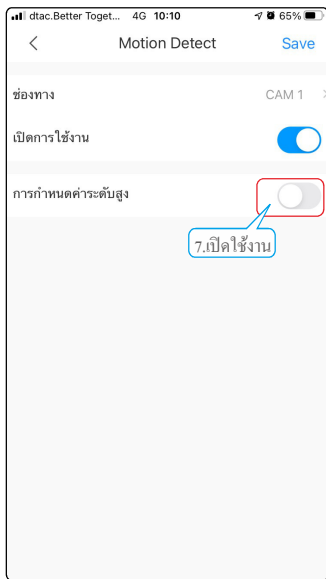 dtac.Better Toget... 4G 10:10 65%
Motion Detect Save
ช่องทาง CAM 1
เปิดการใช้งาน
การกำหนดค่าระดับสูง
7.เปิดใช้งาน